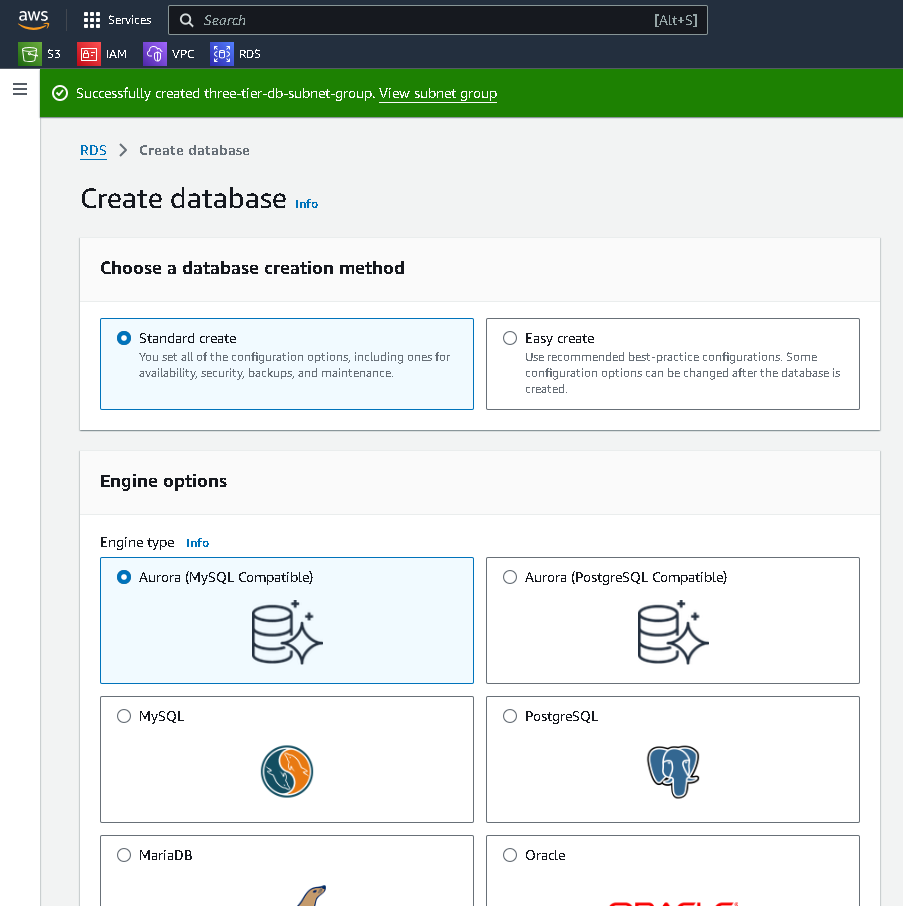 aws Services Search [Alt+S]
S3 IAM VPC RDS
Successfully created three-tier-db-subnet-group. View subnet group
RDS > Create database
Create database Info
Choose a database creation method
Standard create
You set all of the configuration options, including ones for
availability, security, backups, and maintenance.
Easy create
Use recommended best-practice configurations. Some
configuration options can be changed after the database is
created.
Engine options
Engine type Info
Aurora (MySQL Compatible)
Aurora (PostgreSQL Compatible)
MySQL
PostgreSQL
MariaDB
Oracle
ORACLE